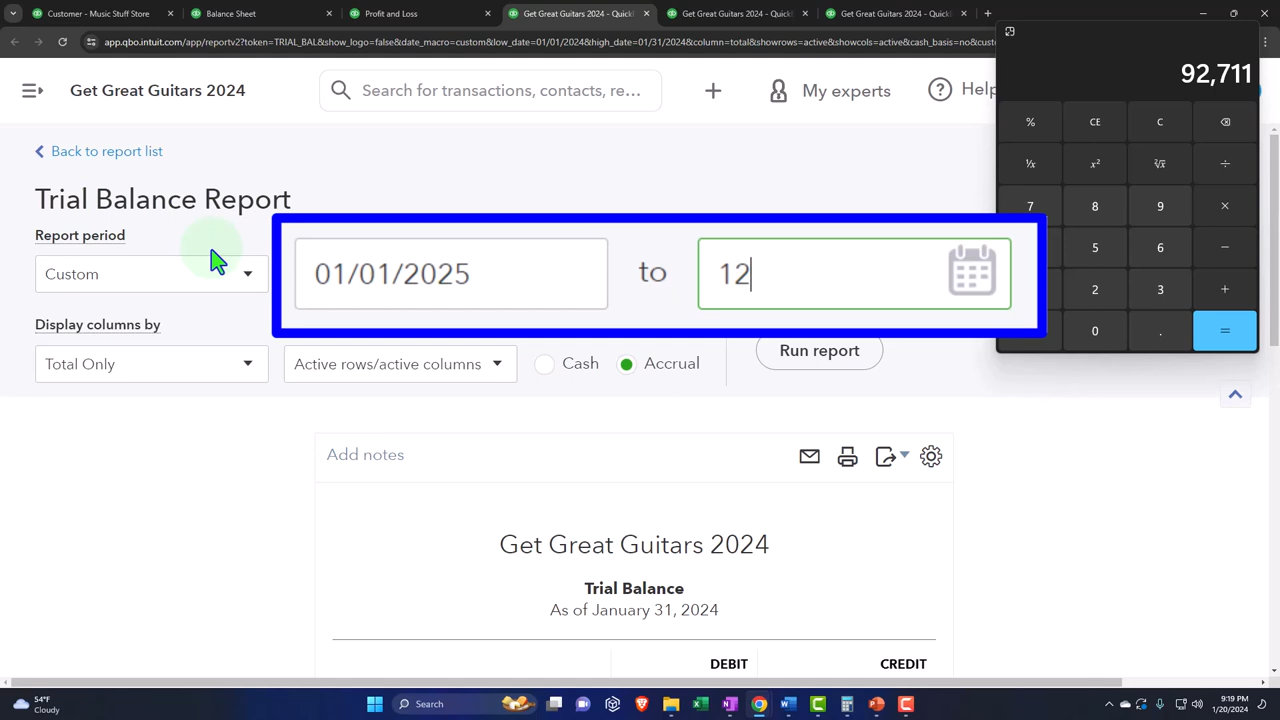 Customer - Music Stuff Store
Balance Sheet
Profit and Loss
Get Great Guitars 2024 - Quick
Get Great Guitars 2024 - Quick
Get Great Guitars 2024 - Quick
app.qbo.intuit.com/app/reportv2?token=TRIAL_BAL&show_logo=false&date_macro=custom&low_date=01/01/2024&high_date=01/31/2024&column=total&showrows=active&showcols=active&cash_basis=no&custo
Get Great Guitars 2024
Search for transactions, contacts, re...
My experts
Help
Back to report list
Trial Balance Report
Report period
Custom
01/01/2025
to
12
Display columns by
Total Only
Active rows/active columns
Cash
Accrual
Run report
92,711
%
CE
C
¹/x
x²
²√x
÷
7
8
9
×
5
6
−
2
3
+
0
.
=
Add notes
Get Great Guitars 2024
Trial Balance
As of January 31, 2024
DEBIT
CREDIT
54°F
Cloudy
Search
9:19 PM
1/20/2024